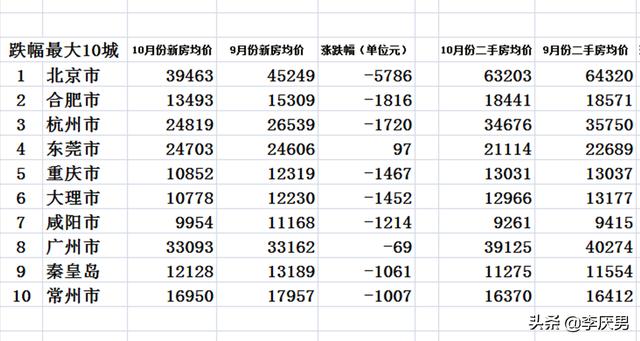 跌幅最大10城 10月份新房均价 9月份新房均价 涨跌幅（单位元） 10月份二手房均价 9月份二手房均价
1 北京市 39463 45249 -5786 63203 64320
2 合肥市 13493 15309 -1816 18441 18571
3 杭州市 24819 26539 -1720 34676 35750
4 东莞市 24703 24606 97 21114 22689
5 重庆市 10852 12319 -1467 13031 13037
6 大理市 10778 12230 -1452 12966 13177
7 咸阳市 9954 11168 -1214 9261 9415
8 广州市 33093 33162 -69 39125 40274
9 秦皇岛 12128 13189 -1061 11275 11554
10 常州市 16950 17957 -1007 16370 16412
头条 @李厌男